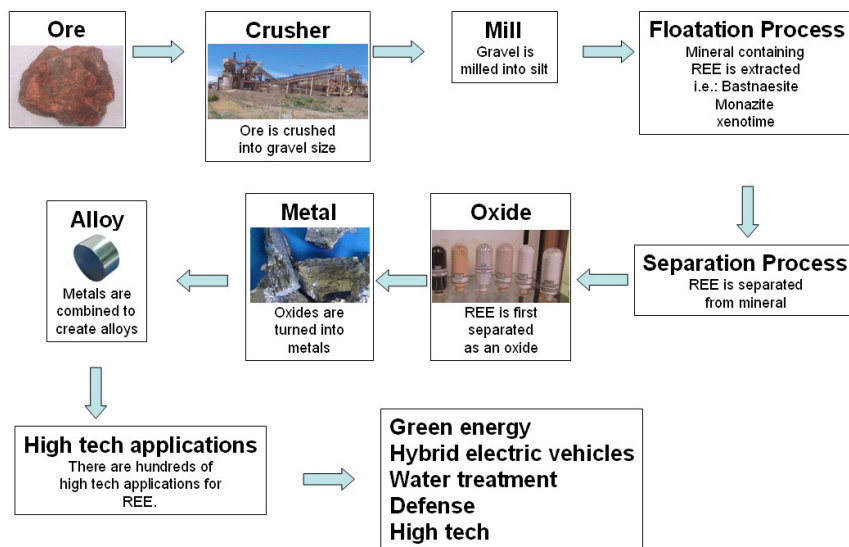 Ore
Crusher
Ore is crushed
into gravel size
Mill
Gravel is
milled into silt
Floatation Process
Mineral containing
REE is extracted
i.e.: Bastnaesite
Monazite
xenotime
Separation Process
REE is separated
from mineral
Oxide
REE is first
separated
as an oxide
Metal
Oxides are
turned into
metals
Alloy
Metals are
combined to
create alloys
High tech applications
There are hundreds of
high tech applications for
REE.
Green energy
Hybrid electric vehicles
Water treatment
Defense
High tech